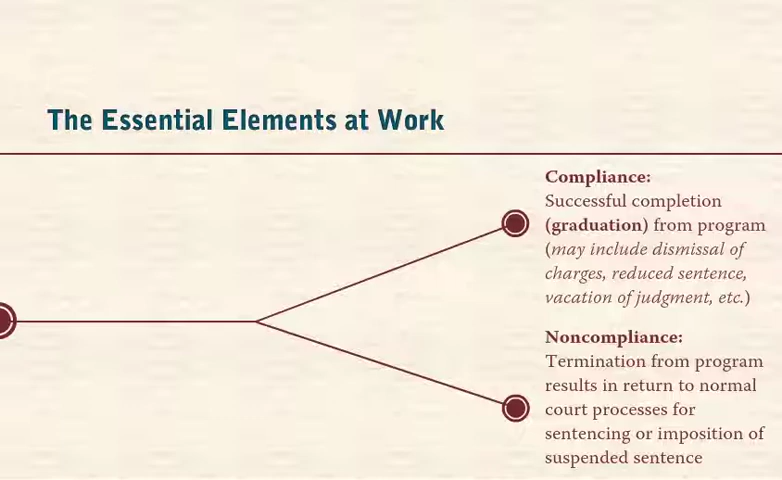 The Essential Elements at Work
Compliance:
Successful completion
(graduation) from program
(may include dismissal of
charges, reduced sentence,
vacation of judgment, etc.)
Noncompliance:
Termination from program
results in return to normal
court processes for
sentencing or imposition of
suspended sentence